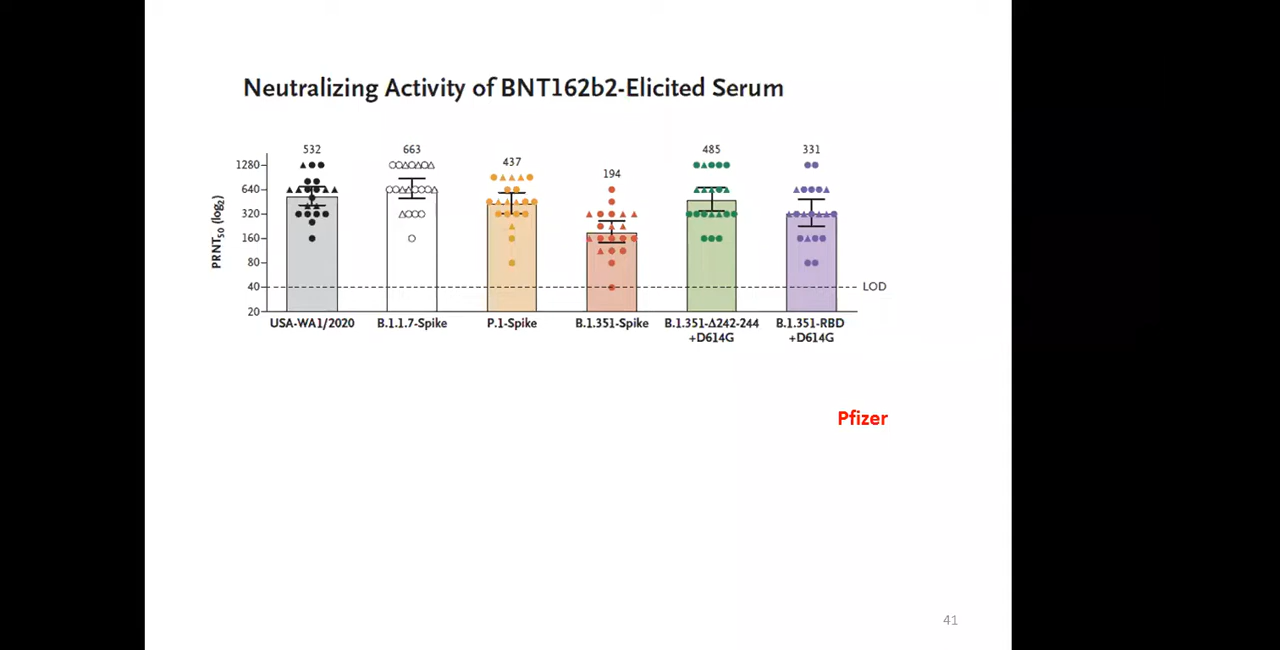 Neutralizing Activity of BNT162b2-Elicited Serum
532
663
437
194
485
331
PRNT50 (log2)
1280
640
320
160
80
40
20
LOD
USA-WA1/2020
B.1.1.7-Spike
P.1-Spike
B.1.351-Spike
B.1.351-Δ242-244
+D614G
B.1.351-RBD
+D614G
Pfizer
41